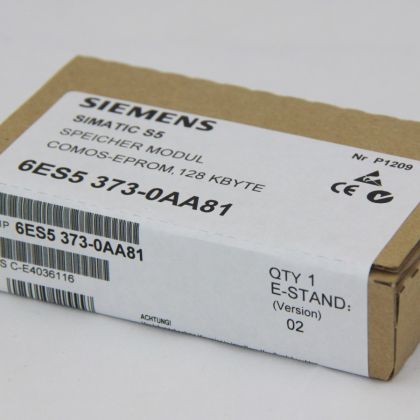 SIEMENS
SIMATIC S5
SPEICHER MODUL
COMOS-EPROM, 128 KBYTE
6ES5 373-0AA81
Nr P1209
CE
1P 6ES5 373-0AA81
S C-E4036116
QTY 1
E-STAND:
(Version)
02
ACHTUNG!